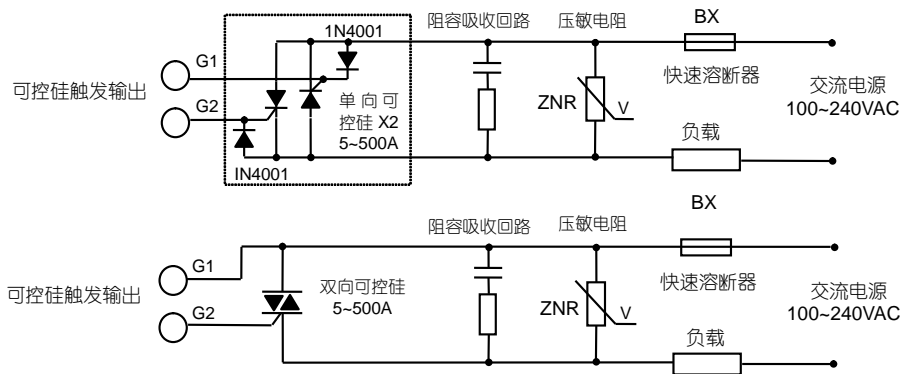 阻容吸收回路
压敏电阻
BX
1N4001
G1
可控硅触发输出
G2
单向可
控硅 X2
5~500A
ZNR
V
快速溶断器
交流电源
100~240VAC
负载
IN4001
阻容吸收回路
压敏电阻
BX
G1
可控硅触发输出
G2
双向可控硅
5~500A
ZNR
V
快速溶断器
交流电源
100~240VAC
负载